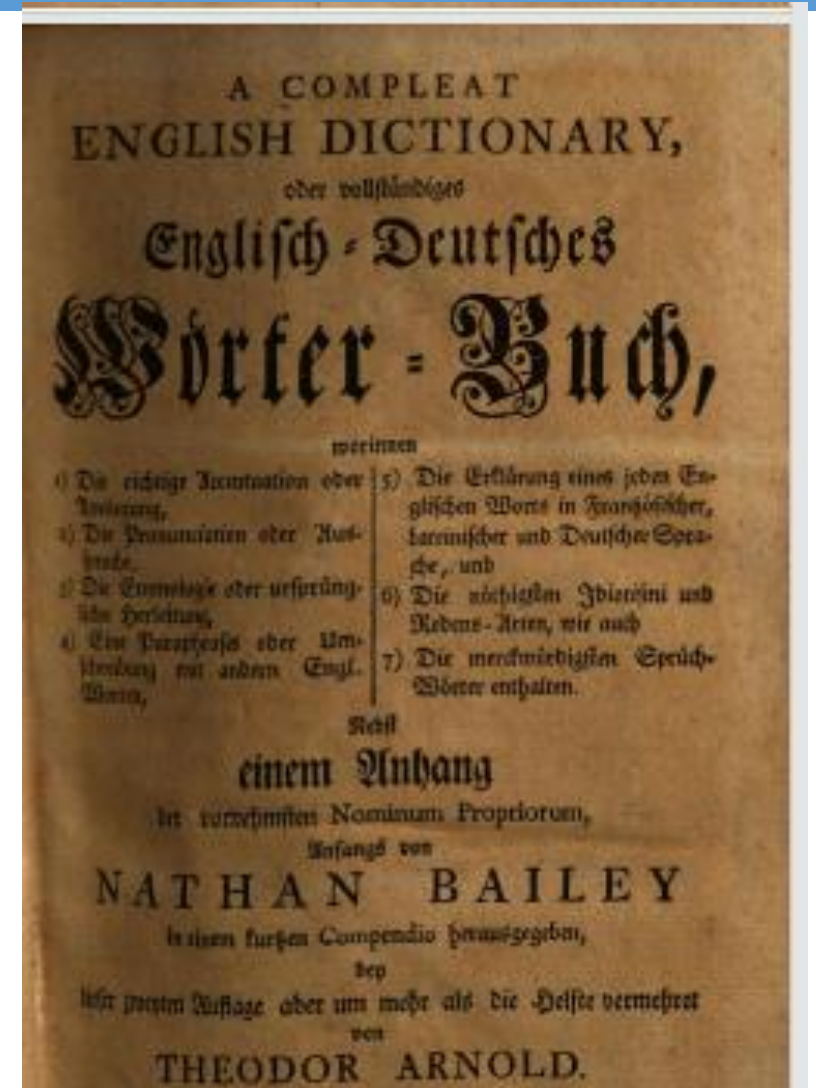 A COMPLEAT
ENGLISH DICTIONARY,
oder vollständiges
Englisch-Deutsches
Wörter-Buch,
worinnen
1) Die richtige Accentuation oder
2) Die Pronunciation oder Aus-
sprache,
3) Die Etymologie oder ursprüng-
liche Herleitung,
4) Eine Paraphrasis oder Um-
schreibung mit andern Engl.
Worten,
5) Die Erklärung eines jeden En-
glischen Worts in Frantzösischer,
Lateinischer und Deutscher Spra-
che, und
6) Die nöthigsten Idiotismi und
Redens-Arten, wie auch
7) Die merckwürdigsten Sprüch-
Wörter enthalten.
Nebst
einem Anhang
der vornehmsten Nominum Propriorum,
Anfangs von
NATHAN BAILEY
in einem kurtzen Compendio herausgegeben,
bey
dieser zweyten Auflage aber um mehr als die Helfte vermehret
von
THEODOR ARNOLD.